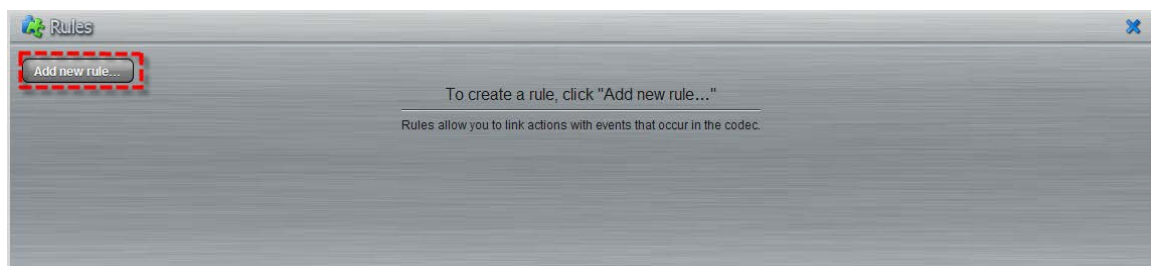 Rules
Add new rule...
To create a rule, click "Add new rule..."
Rules allow you to link actions with events that occur in the codec.